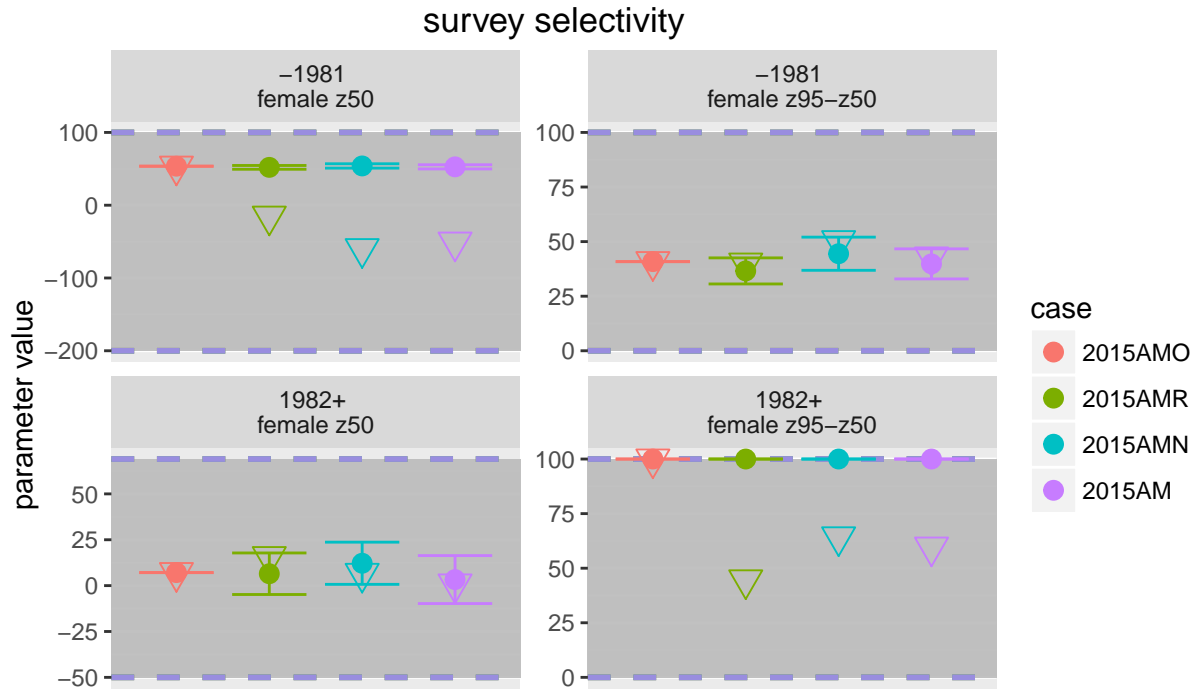 survey selectivity
−1981
female z50
−1981
female z95−z50
100
0
−100
−200
100
75
50
25
0
1982+
female z50
1982+
female z95−z50
50
25
0
−25
−50
100
75
50
25
0
parameter value
case
2015AMO
2015AMR
2015AMN
2015AM